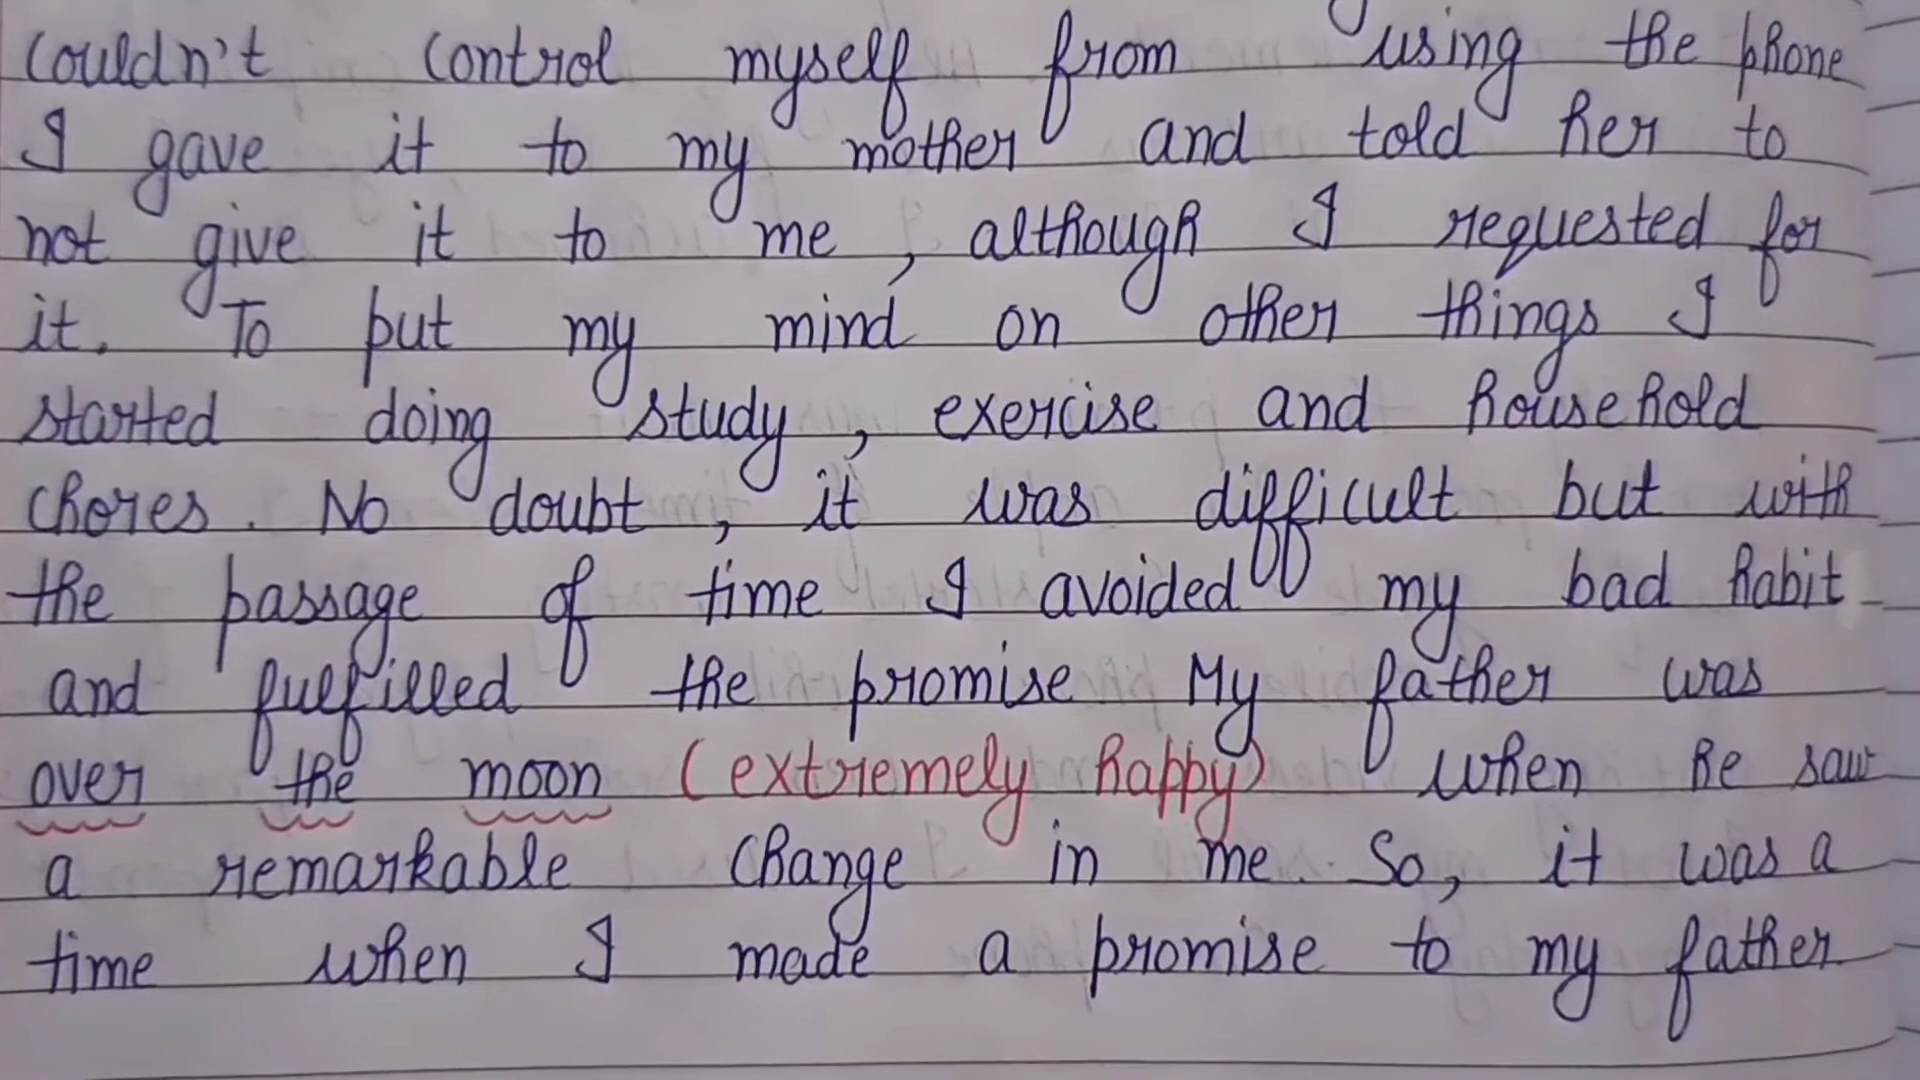 Couldn't control myself from using the phone
I gave it to my mother and told her to
not give it to me, although I requested for
it. To put my mind on other things I
started doing study, exercise and household
chores. No doubt, it was difficult but with
the passage of time I avoided my bad habit
and fulfilled the promise My father was
over the moon (extremely happy) when he saw
a remarkable change in me. So, it was a
time when I made a promise to my father